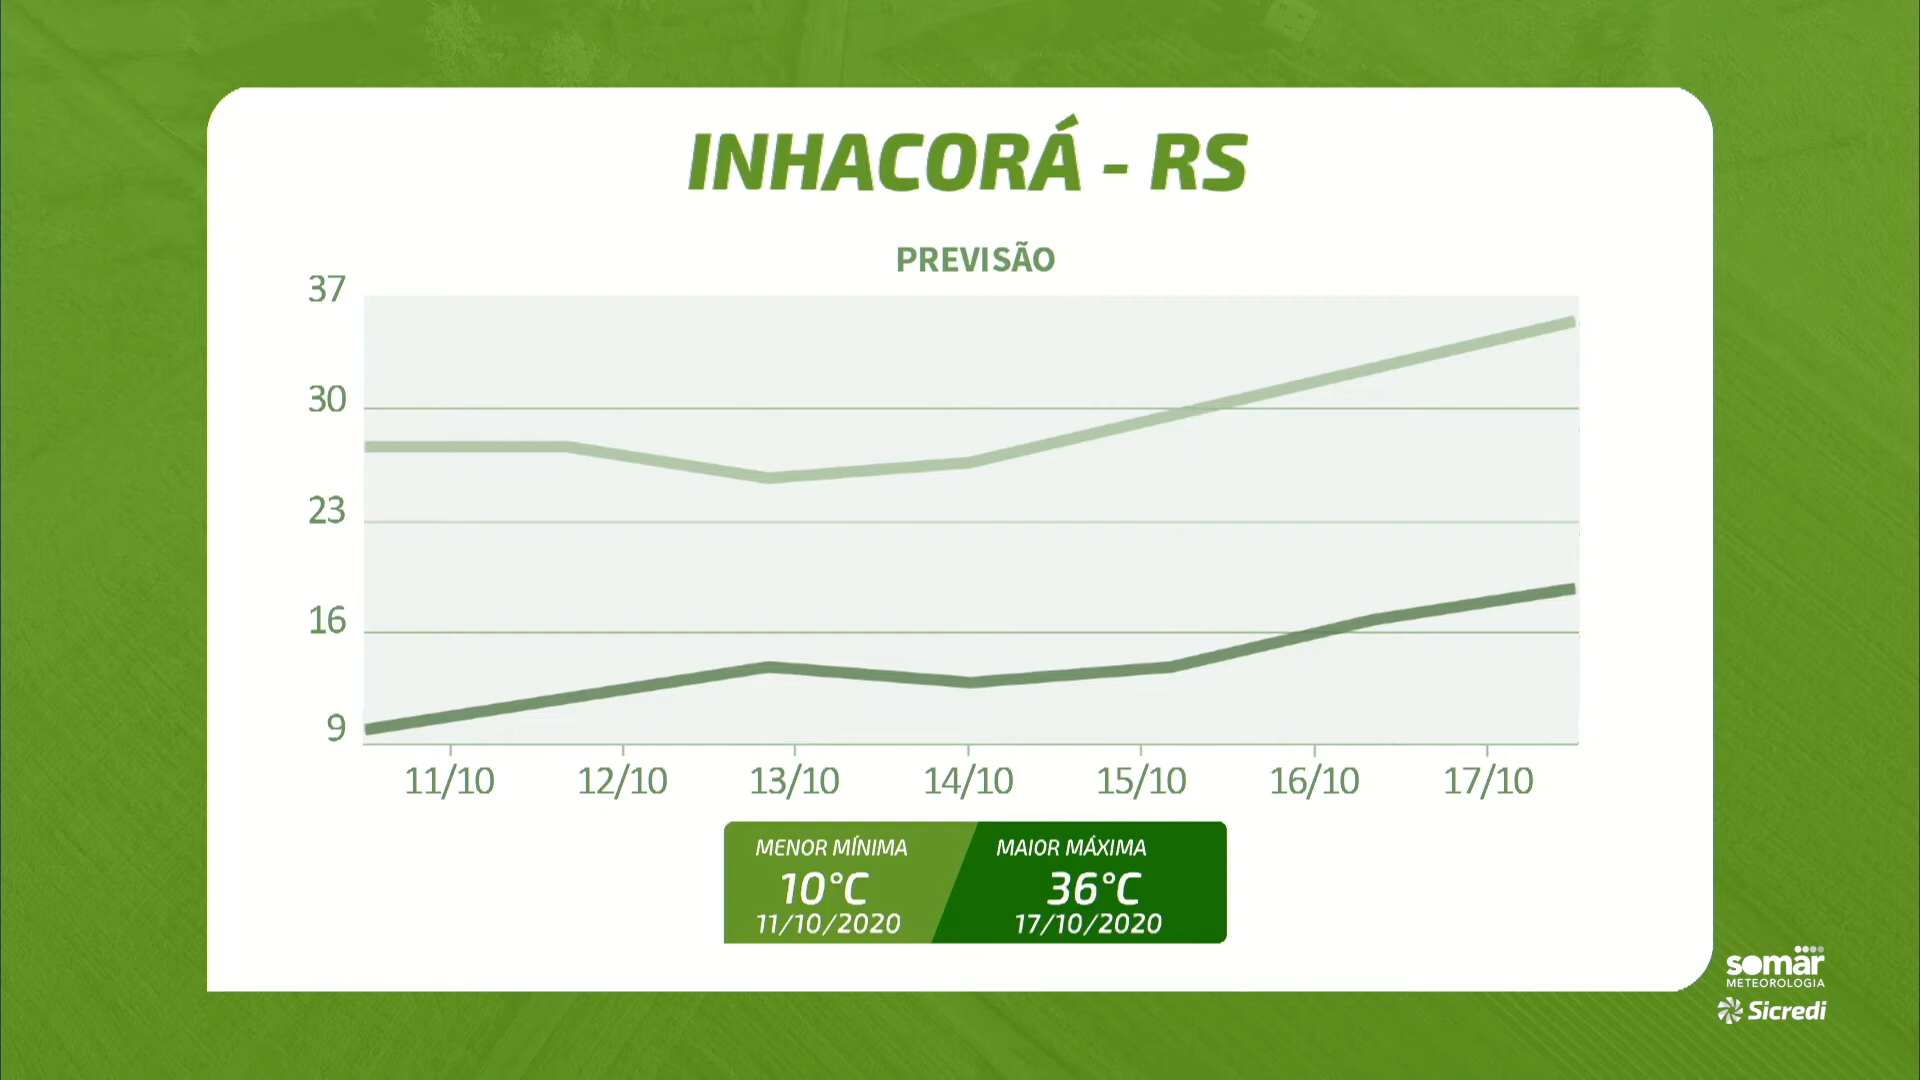 INHACORÁ - RS
PREVISÃO
37
30
23
16
9
11/10 12/10 13/10 14/10 15/10 16/10 17/10
MENOR MÍNIMA
10°C
11/10/2020
MAIOR MÁXIMA
36°C
17/10/2020
somar
METEOROLOGIA
Sicredi